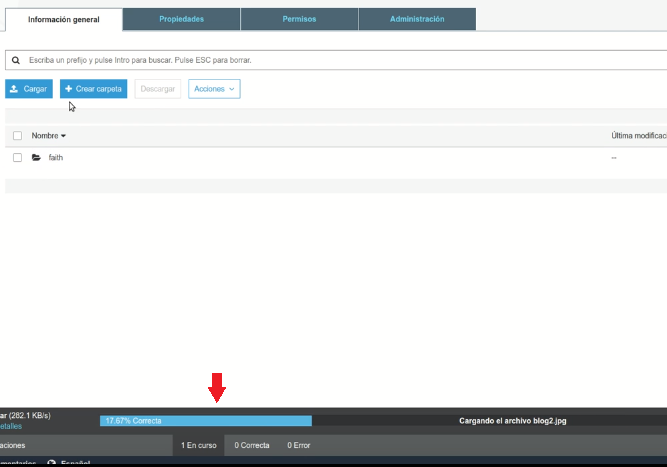 Información general Propiedades Permisos Administración
Escriba un prefijo y pulse Intro para buscar. Pulse ESC para borrar.
Cargar Crear carpeta Descargar Acciones
Nombre Última modificac
faith --
ar (282.1 KB/s) 17.67% Correcta Cargando el archivo blog2.jpg
etalles
aciones 1 En curso 0 Correcta 0 Error
mentarios Español